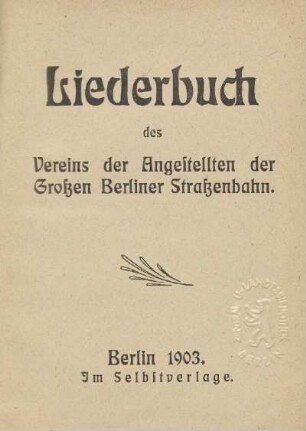 Liederbuch
des
Vereins der Angestellten der
Großen Berliner Straßenbahn.
Berlin 1903.
Im Selbstverlage.